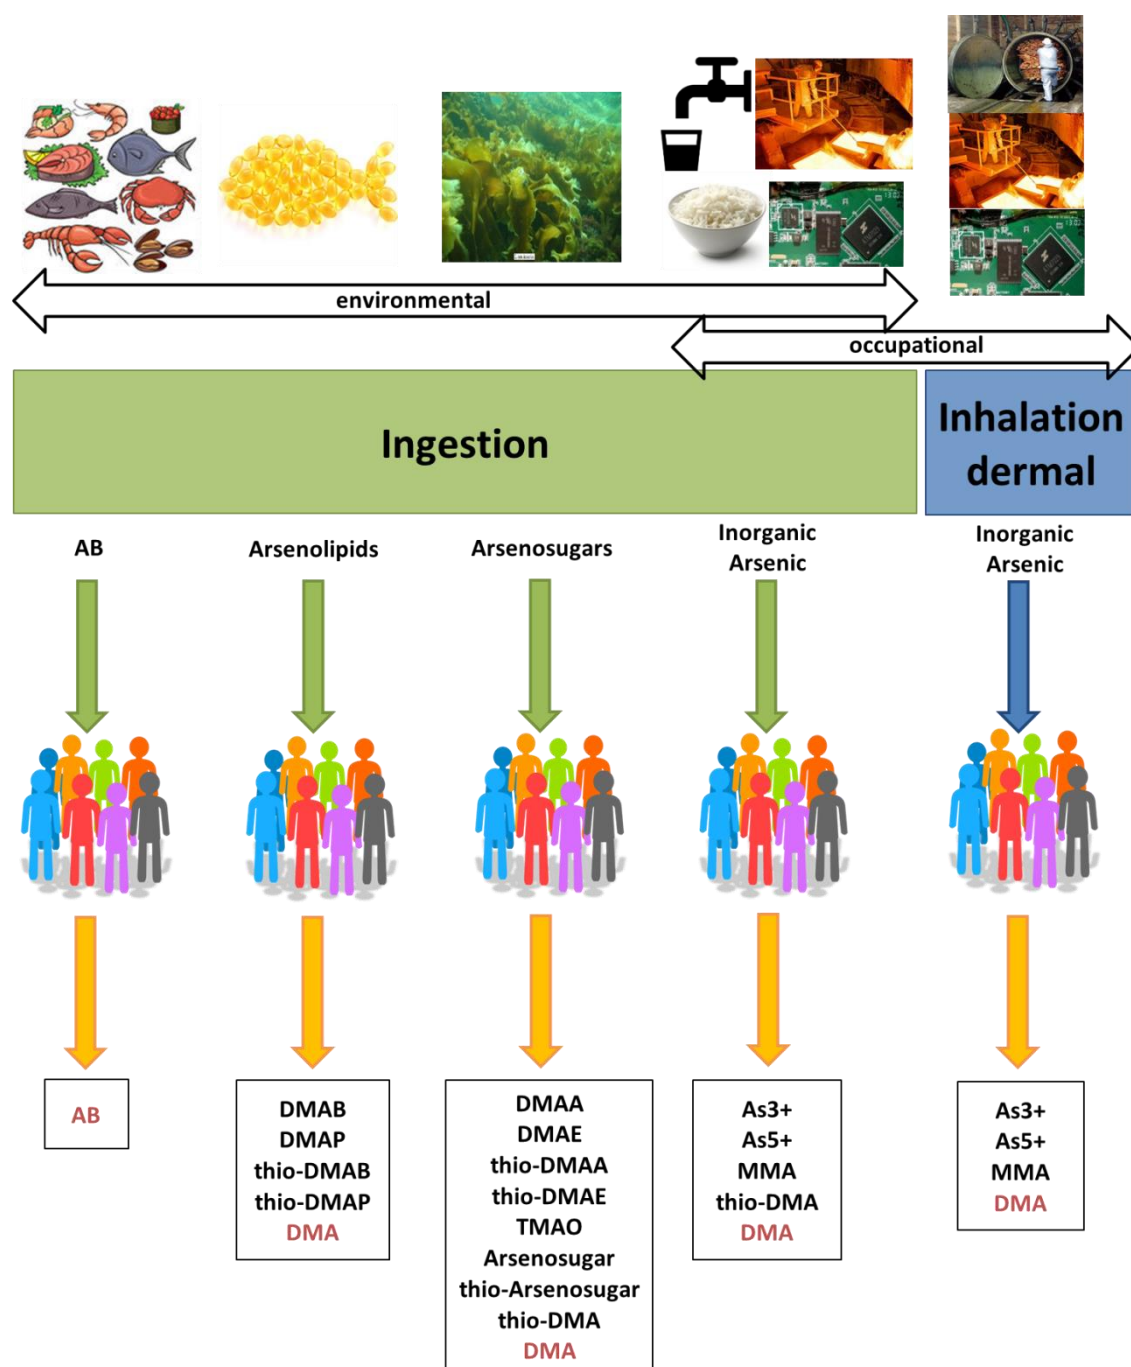 environmental
occupational
Ingestion
Inhalation
dermal
AB
Arsenolipids
Arsenosugars
Inorganic
Arsenic
Inorganic
Arsenic
AB
DMAB
DMAP
thio-DMAB
thio-DMAP
DMA
DMAA
DMAE
thio-DMAA
thio-DMAE
TMAO
Arsenosugar
thio-Arsenosugar
thio-DMA
DMA
As3+
As5+
MMA
thio-DMA
DMA
As3+
As5+
MMA
DMA